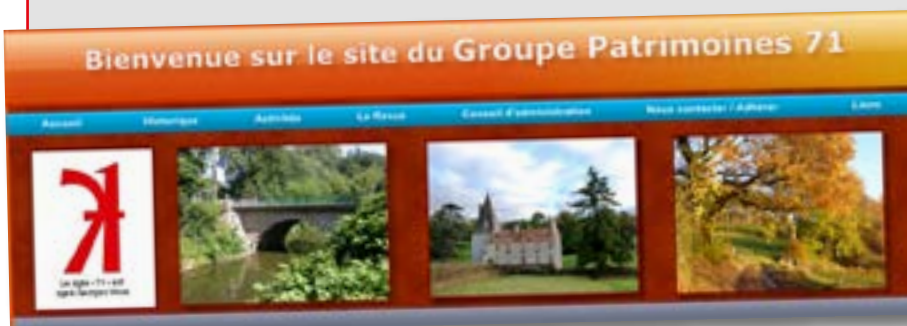 Bienvenue sur le site du Groupe Patrimoines 71
Accueil Historique Activités La Revue Conseil d'administration Nous contacter / Adhérer Liens